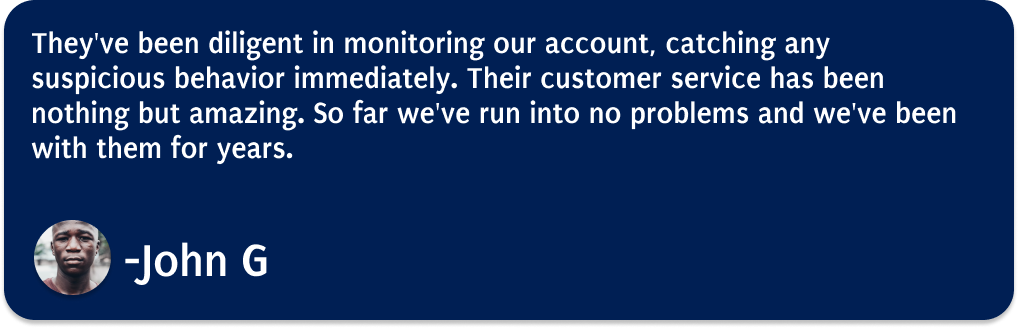 They've been diligent in monitoring our account, catching any
suspicious behavior immediately. Their customer service has been
nothing but amazing. So far we've run into no problems and we've been
with them for years.
-John G